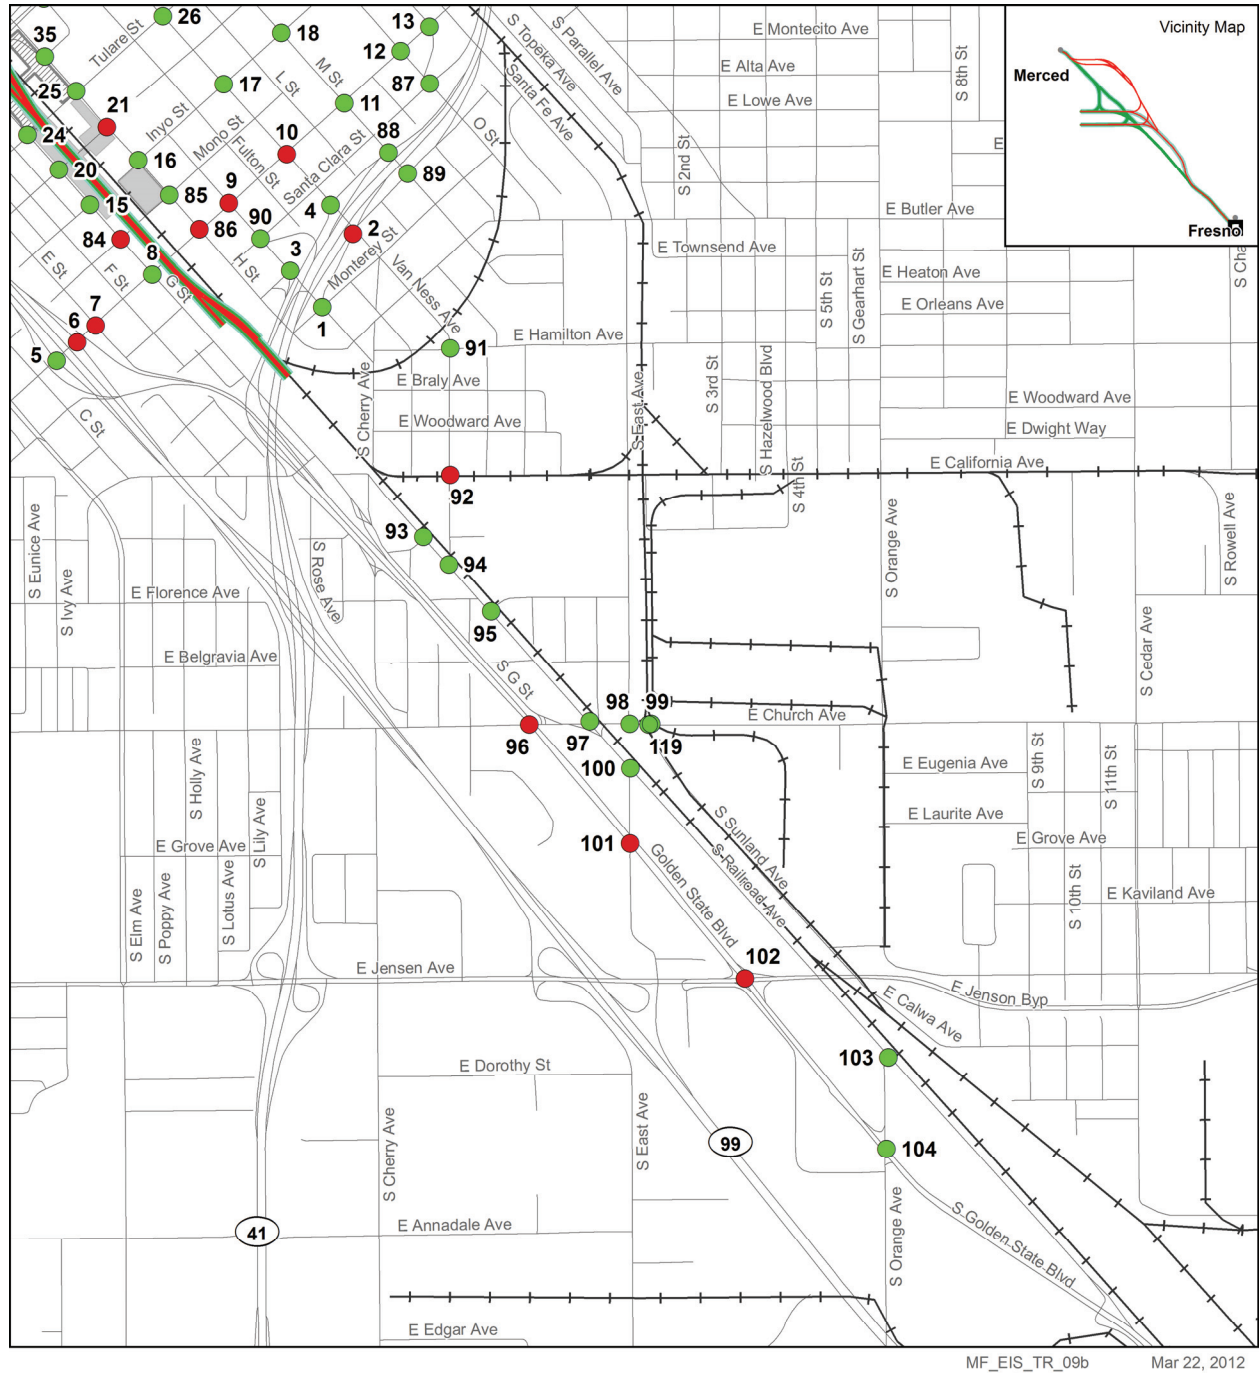 26
13
35
Tulare St
18
12
M St
17
L St
87
25
21
11
Inyo St
Mono St
10
88
O St
24
16
Fulton St
Santa Clara St
89
20
85
9
4
15
86
90
2
84
3
Monterey St
8
H St
Van Ness Ave
E St
F St
G St
7
6
1
5
91
C St
S Topeka Ave
S Parallel Ave
Santa Fe Ave
E Montecito Ave
E Alta Ave
E Lowe Ave
S 8th St
E
S 2nd St
E Butler Ave
E Townsend Ave
E Heaton Ave
E Orleans Ave
S 5th St
S Gearhart St
E Hamilton Ave
S Cha
Vicinity Map
Merced
Fresno
E Braly Ave
S Cherry Ave
E Woodward Ave
S East Ave
S 3rd St
S Hazelwood Blvd
E Woodward Ave
E Dwight Way
E California Ave
S 4th St
92
93
94
95
S Orange Ave
S Rowell Ave
S Eunice Ave
S Ivy Ave
E Florence Ave
S Rose Ave
E Belgravia Ave
S G St
S Cedar Ave
98
99
96
97
119
E Church Ave
100
S Holly Ave
S Lily Ave
E Grove Ave
S Elm Ave
S Poppy Ave
S Lotus Ave
E Eugenia Ave
S 9th St
S 11th St
E Laurite Ave
E Grove Ave
E Kaviland Ave
S 10th St
101
S Sunland Ave
S Railroad Ave
Golden State Blvd
102
E Jensen Ave
E Jenson Byp
E Calwa Ave
103
E Dorothy St
S Cherry Ave
S East Ave
99
104
S Orange Ave
S Golden State Blvd
41
E Annadale Ave
E Edgar Ave
MF_EIS_TR_09b
Mar 22, 2012